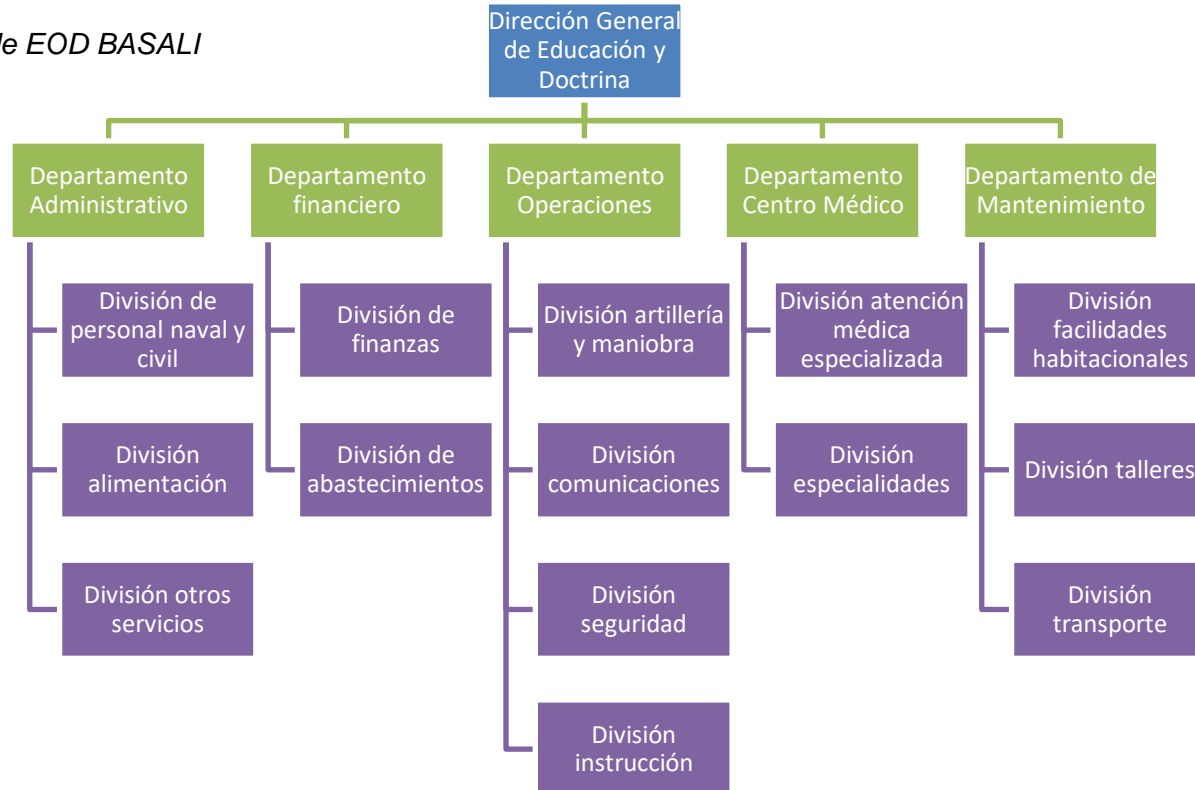 de EOD BASALI
Dirección General
de Educación y
Doctrina
Departamento
Administrativo
Departamento
financiero
Departamento
Operaciones
Departamento
Centro Médico
Departamento de
Mantenimiento
División de
personal naval y
civil
División
alimentación
División otros
servicios
División de
finanzas
División de
abastecimientos
División artillería
y maniobra
División
comunicaciones
División
seguridad
División
instrucción
División atención
médica
especializada
División
especialidades
División
facilidades
habitacionales
División talleres
División
transporte